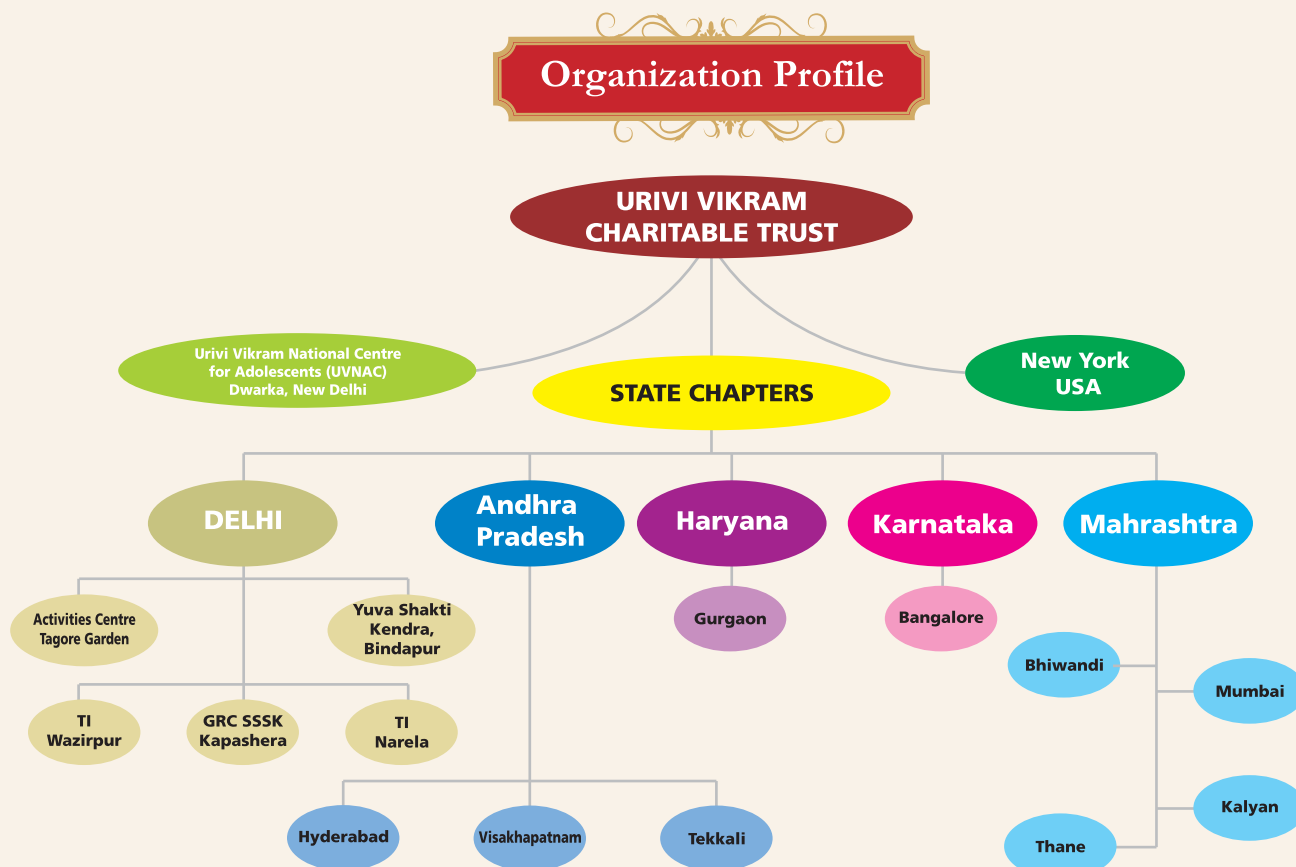 Organization Profile
URIVI VIKRAM
CHARITABLE TRUST
Urivi Vikram National Centre
for Adolescents (UVNAC)
Dwarka, New Delhi
STATE CHAPTERS
New York
USA
DELHI
Andhra
Pradesh
Haryana
Karnataka
Mahrashtra
Activities Centre
Tagore Garden
Yuva Shakti
Kendra,
Bindapur
Gurgaon
Bangalore
Bhiwandi
Mumbai
TI
Wazirpur
GRC SSSK
Kapashera
TI
Narela
Kalyan
Hyderabad
Visakhapatnam
Tekkali
Thane